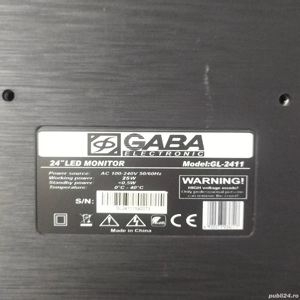 GABA
ELECTRONIC
24" LED MONITOR
Model:GL-2411
Power source: AC 100-240V 50/60Hz
Working power: 25W
Standby power: <0.5W
Temperature: 0°C - 40°C
WARNING!
HIGH voltage inside!
S/N:
CE
Made in China
publi24.ro